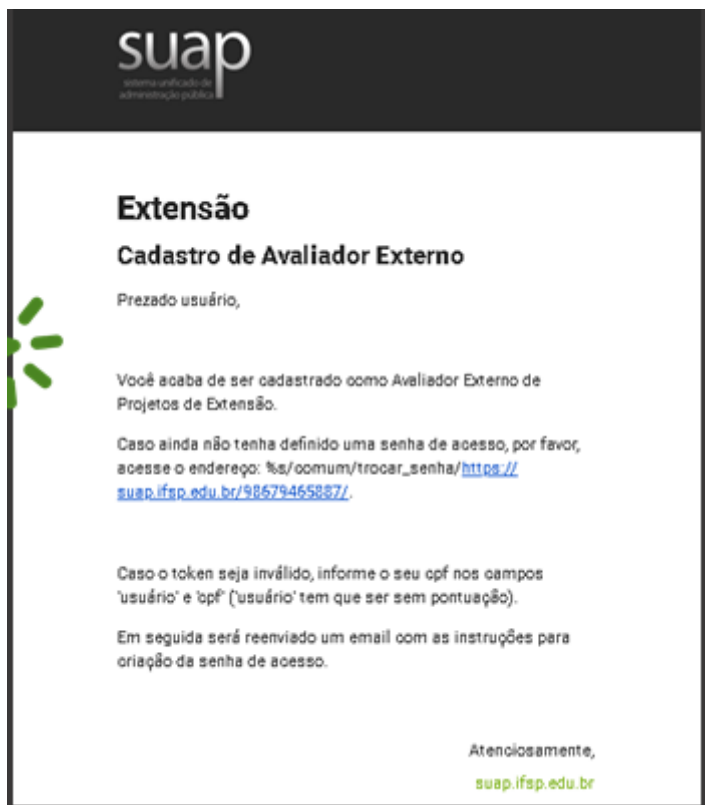 suap
sistema unificado de
administração pública
Extensão
Cadastro de Avaliador Externo
Prezado usuário,
Você acaba de ser cadastrado como Avaliador Externo de
Projetos de Extensão.
Caso ainda não tenha definido uma senha de acesso, por favor,
acesse o endereço: %s/comum/trocar_senha/https://
suap.ifsp.edu.br/98679465887/.
Caso o token seja inválido, informe o seu cpf nos campos
'usuário' e 'cpf' ('usuário' tem que ser sem pontuação).
Em seguida será reenviado um email com as instruções para
criação da senha de acesso.
Atenciosamente,
suap.ifsp.edu.br